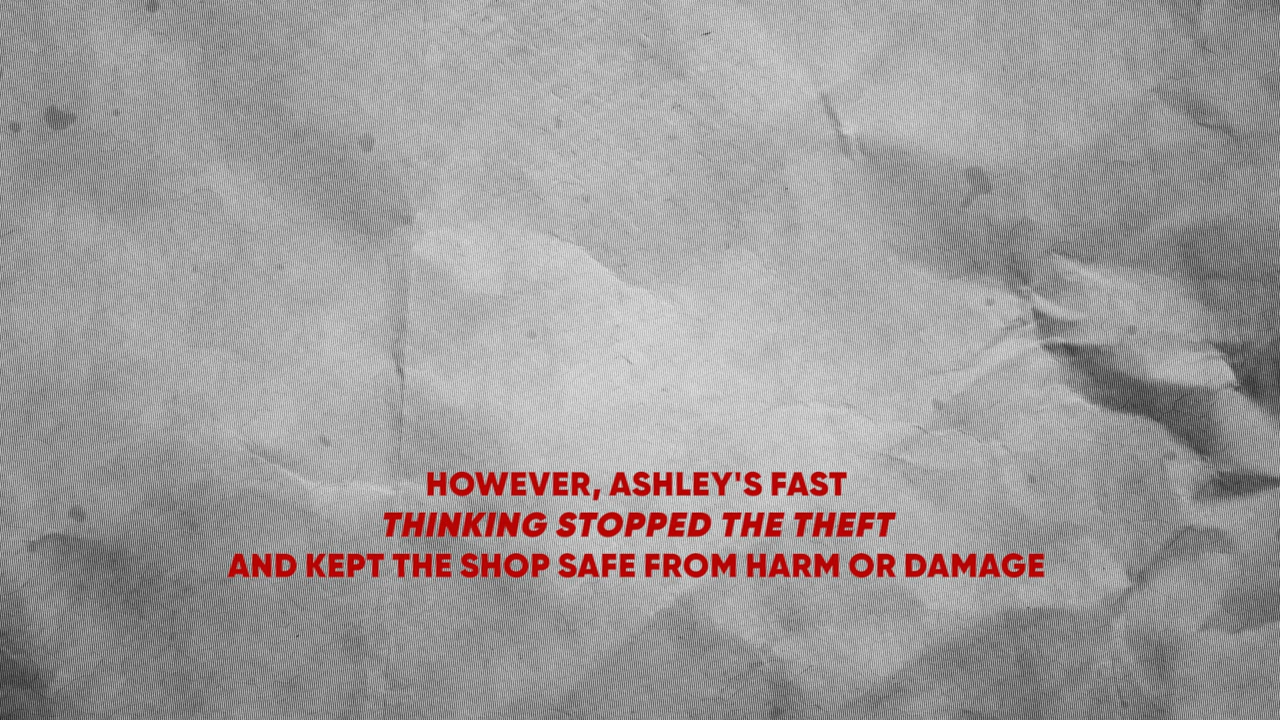 HOWEVER, ASHLEY'S FAST
THINKING STOPPED THE THEFT
AND KEPT THE SHOP SAFE FROM HARM OR DAMAGE